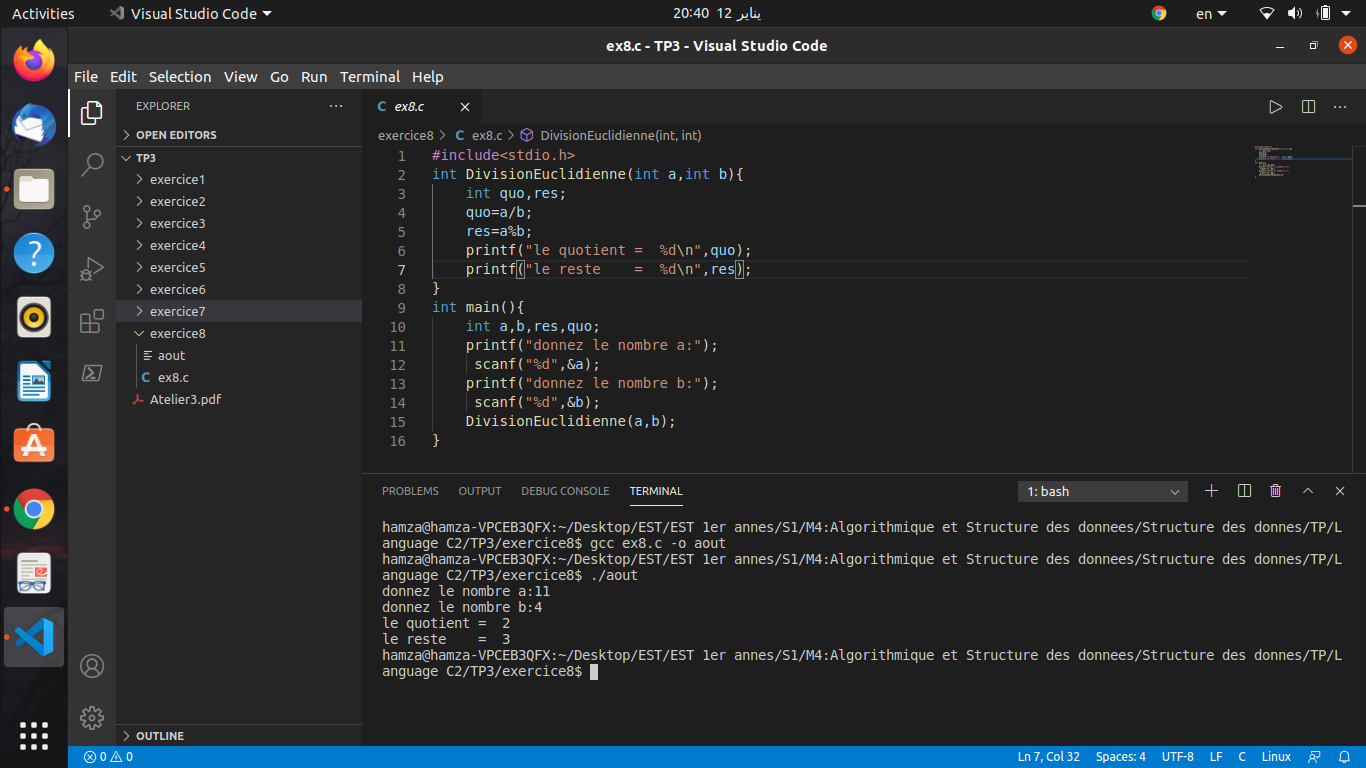 Activities Visual Studio Code 20:40 12 يناير en
ex8.c - TP3 - Visual Studio Code
File Edit Selection View Go Run Terminal Help
EXPLORER
OPEN EDITORS
TP3
exercice1
exercice2
exercice3
exercice4
exercice5
exercice6
exercice7
exercice8
aout
C ex8.c
Atelier3.pdf
OUTLINE
C ex8.c
exercice8 > C ex8.c > DivisionEuclidienne(int, int)
1 #include<stdio.h>
2 int DivisionEuclidienne(int a,int b){
3 int quo,res;
4 quo=a/b;
5 res=a%b;
6 printf("le quotient =  %d\n",quo);
7 printf("le reste    =  %d\n",res);
8 }
9 int main(){
10 int a,b,res,quo;
11 printf("donnez le nombre a:");
12 scanf("%d",&a);
13 printf("donnez le nombre b:");
14 scanf("%d",&b);
15 DivisionEuclidienne(a,b);
16 }
PROBLEMS OUTPUT DEBUG CONSOLE TERMINAL 1: bash
hamza@hamza-VPCEB3QFX:~/Desktop/EST/EST 1er annes/S1/M4:Algorithmique et Structure des donnees/Structure des donnes/TP/L
anguage C2/TP3/exercice8$ gcc ex8.c -o aout
hamza@hamza-VPCEB3QFX:~/Desktop/EST/EST 1er annes/S1/M4:Algorithmique et Structure des donnees/Structure des donnes/TP/L
anguage C2/TP3/exercice8$ ./aout
donnez le nombre a:11
donnez le nombre b:4
le quotient =  2
le reste    =  3
hamza@hamza-VPCEB3QFX:~/Desktop/EST/EST 1er annes/S1/M4:Algorithmique et Structure des donnees/Structure des donnes/TP/L
anguage C2/TP3/exercice8$
0 0 Ln 7, Col 32 Spaces: 4 UTF-8 LF C Linux